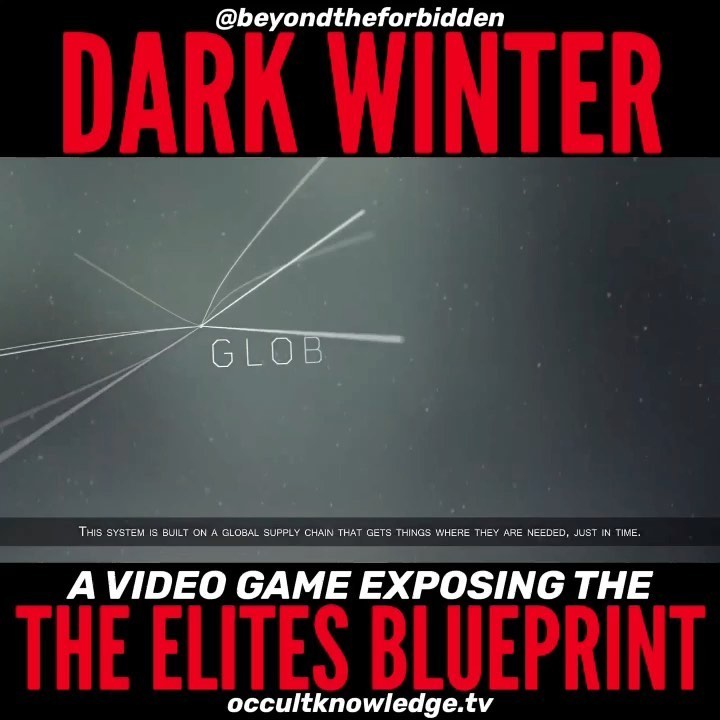 @beyondtheforbidden
DARK WINTER
GLOB
THIS SYSTEM IS BUILT ON A GLOBAL SUPPLY CHAIN THAT GETS THINGS WHERE THEY ARE NEEDED, JUST IN TIME.
A VIDEO GAME EXPOSING THE
THE ELITES BLUEPRINT
occultknowledge.tv